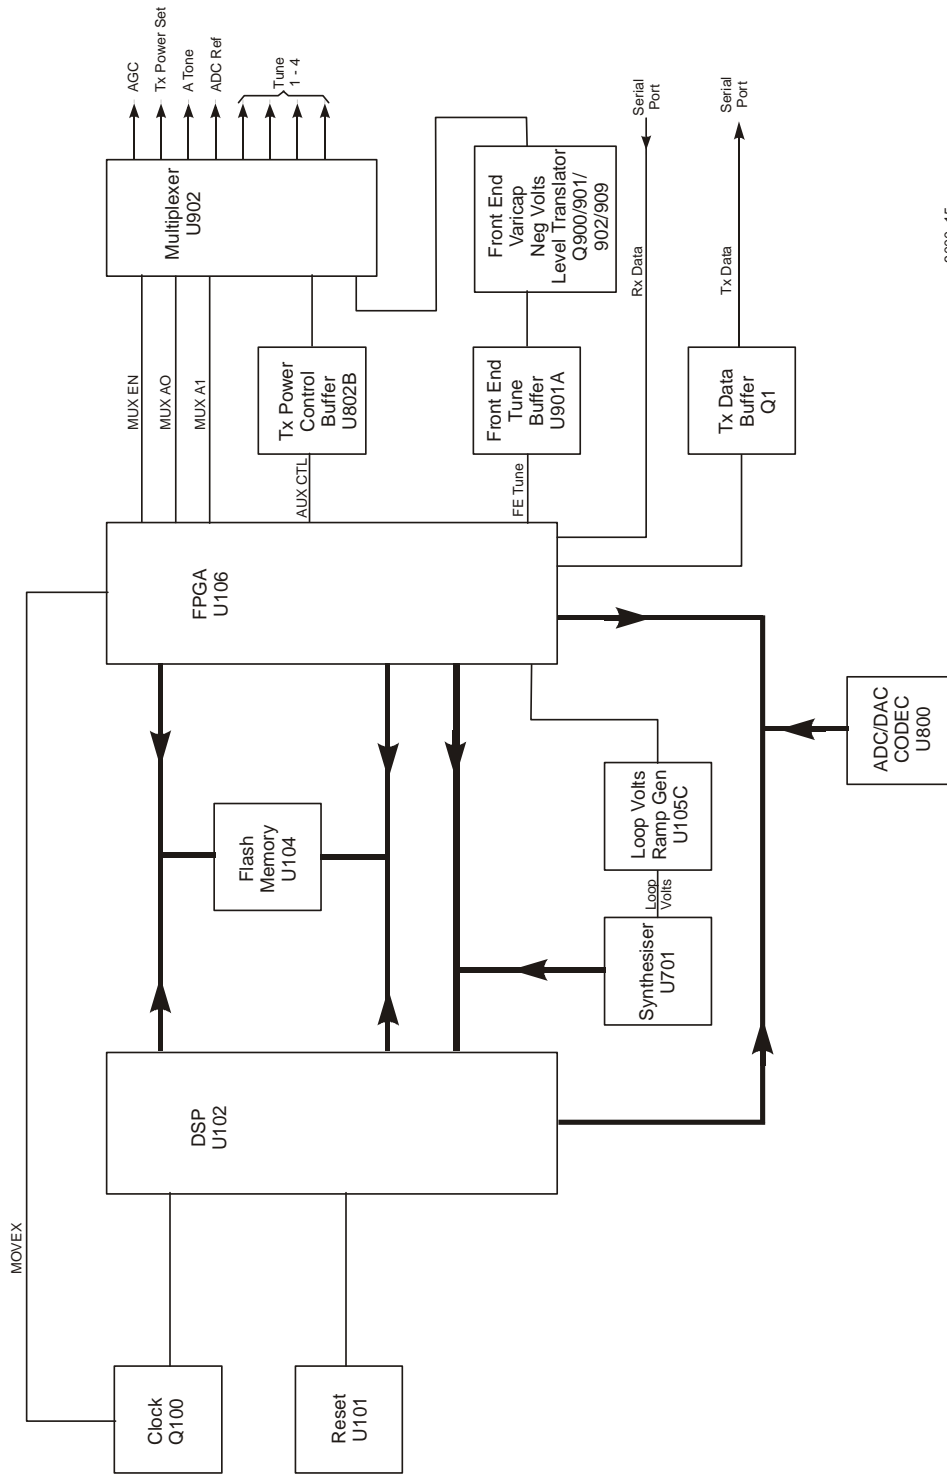 MOVEX
Clock
Q100
Reset
U101
DSP
U102
Flash
Memory
U104
Synthesiser
U701
Loop
Volts
Loop Volts
Ramp Gen
U105C
ADC/DAC
CODEC
U800
FPGA
U106
MUX EN
MUX AO
MUX A1
AUX CTL
FE Tune
Tx Power
Control
Buffer
U802B
Front End
Tune
Buffer
U901A
Tx Data
Buffer
Q1
Multiplexer
U902
Front End
Varicap
Neg Volts
Level Translator
Q900/901/
902/909
Rx Data
Tx Data
AGC
Tx Power Set
A Tone
ADC Ref
Tune
1 - 4
Serial
Port
Serial
Port